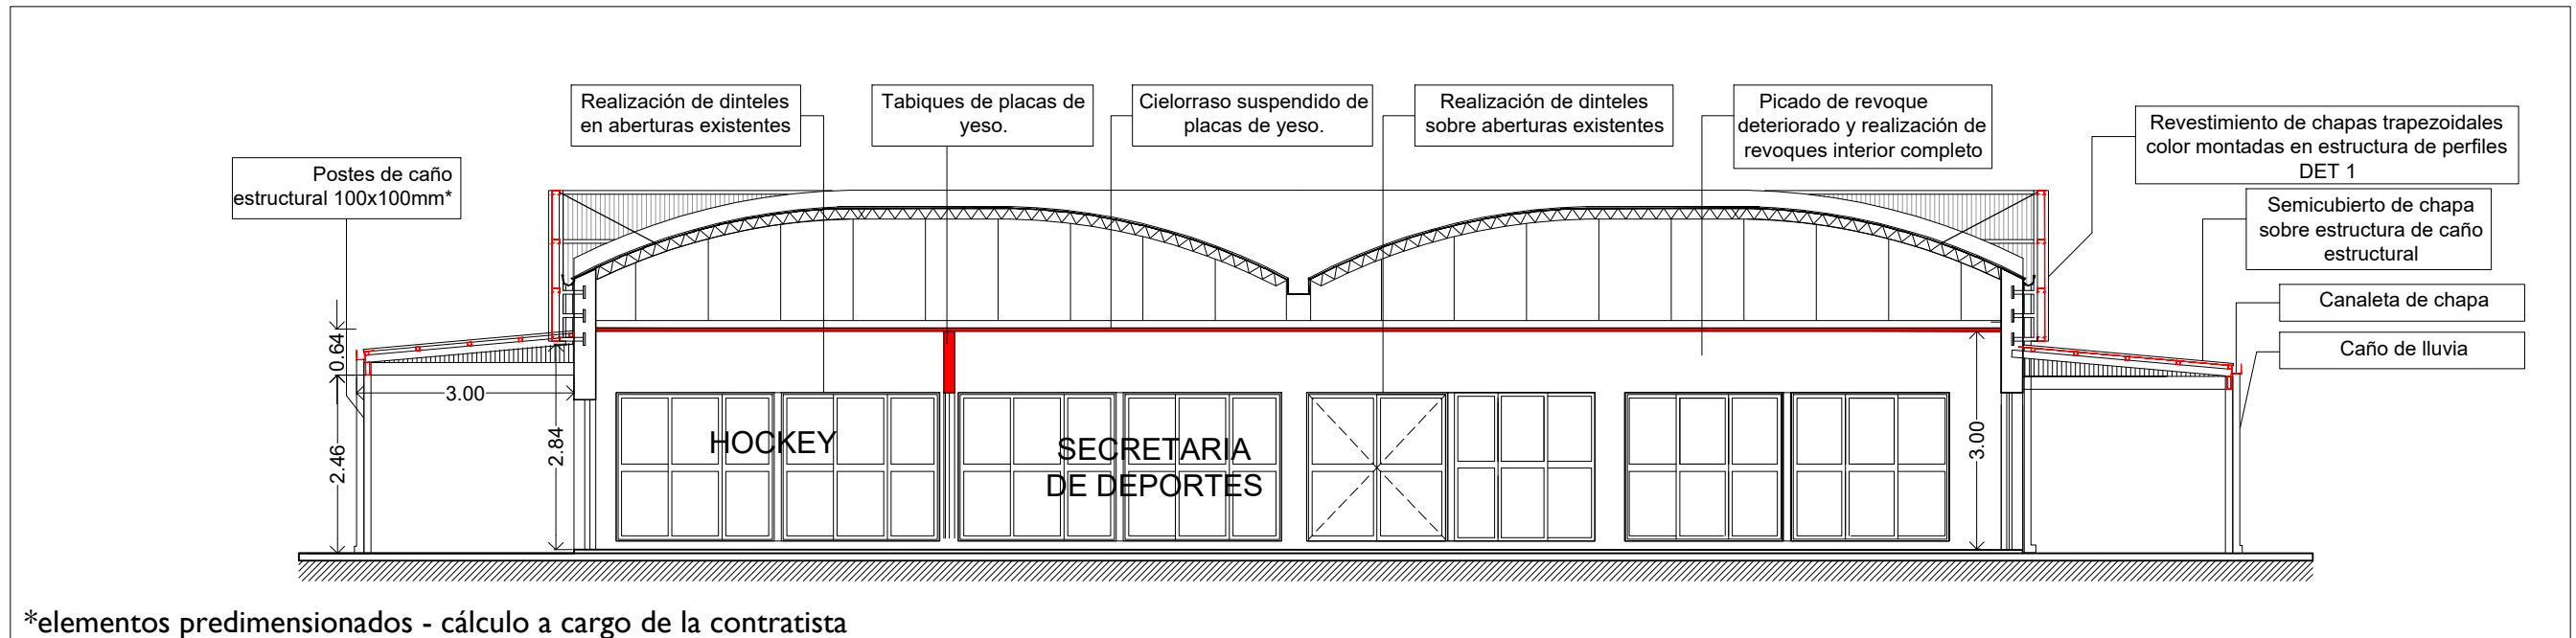 Realización de dinteles
en aberturas existentes
Tabiques de placas de
yeso.
Cielorraso suspendido de
placas de yeso.
Realización de dinteles
sobre aberturas existentes
Picado de revoque
deteriorado y realización de
revoques interior completo
Revestimiento de chapas trapezoidales
color montadas en estructura de perfiles
DET 1
Postes de caño
estructural 100x100mm*
Semicubierto de chapa
sobre estructura de caño
estructural
Canaleta de chapa
Caño de lluvia
0.64
3.00
2.46
2.84
HOCKEY
SECRETARIA
DE DEPORTES
3.00
*elementos predimensionados - cálculo a cargo de la contratista